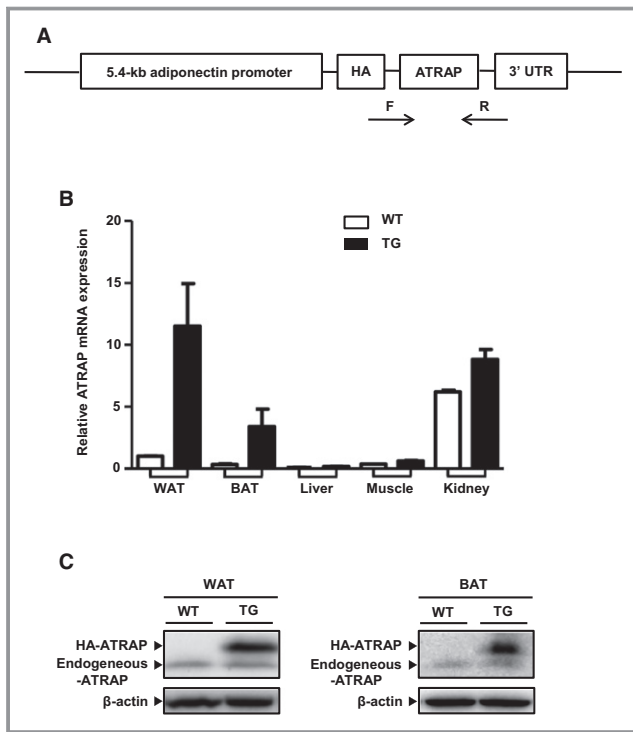 A
5.4-kb adiponectin promoter HA ATRAP 3' UTR
F R
B
Relative ATRAP mRNA expression
20
15
10
5
0
WT
TG
WAT BAT Liver Muscle Kidney
C
WAT
WT TG
HA-ATRAP
Endogeneous
-ATRAP
β-actin
BAT
WT TG
HA-ATRAP
Endogeneous
-ATRAP
β-actin